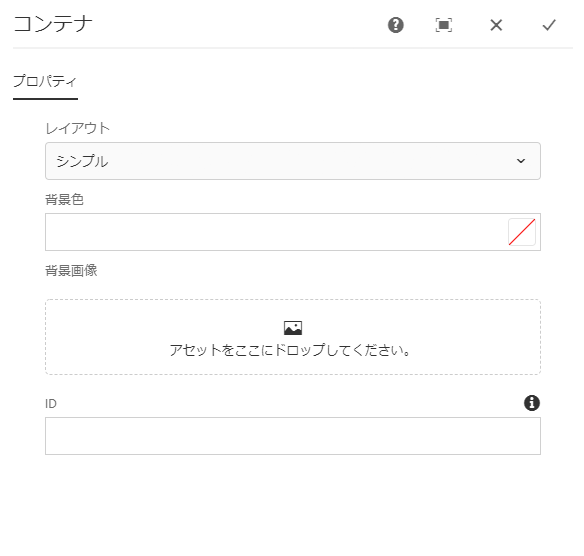 コンテナ
プロパティ
レイアウト
シンプル
背景色
背景画像
アセットをここにドロップしてください。
ID